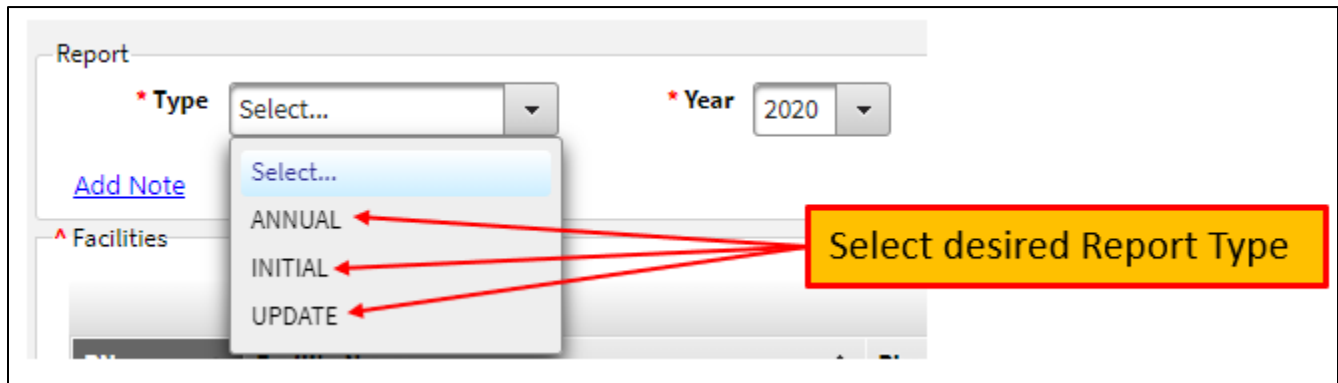 Report
* Type Select... * Year 2020
Select...
Add Note
ANNUAL
^ Facilities
Select desired Report Type
INITIAL
UPDATE